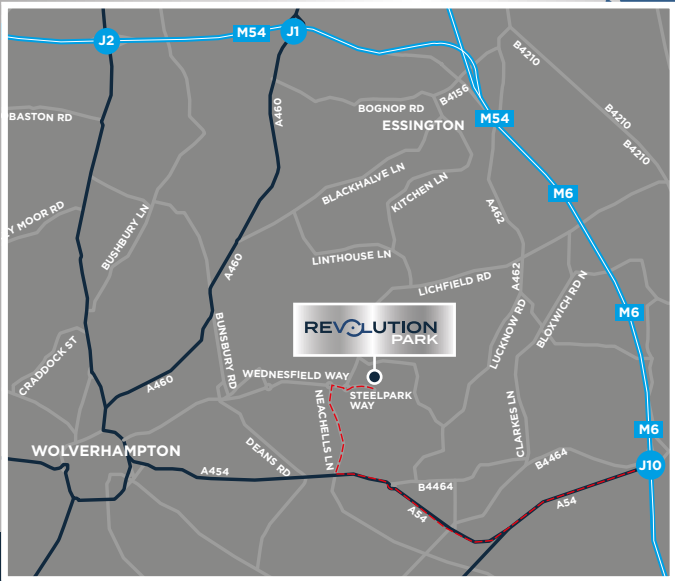 J2
M54
J1
B4210
B4156
BOGNOP RD
ESSINGTON
M54
B4210
B4210
OBASTON RD
A460
BLACKHALVE LN
KITCHEN LN
M6
A462
Y MOOR RD
BUSHBURY LN
A460
LINTHOUSE LN
LICHFIELD RD
A462
BLOXWICH RD N
LUCKNOW RD
M6
REVOLUTION
PARK
BUNSBURY RD
CRADDOCK ST
A460
WEDNESFIELD WAY
STEELPARK
WAY
NEACHELLS LN
CLARKES LN
M6
WOLVERHAMPTON
DEANS RD
A454
B4464
B4464
J10
A54
A54